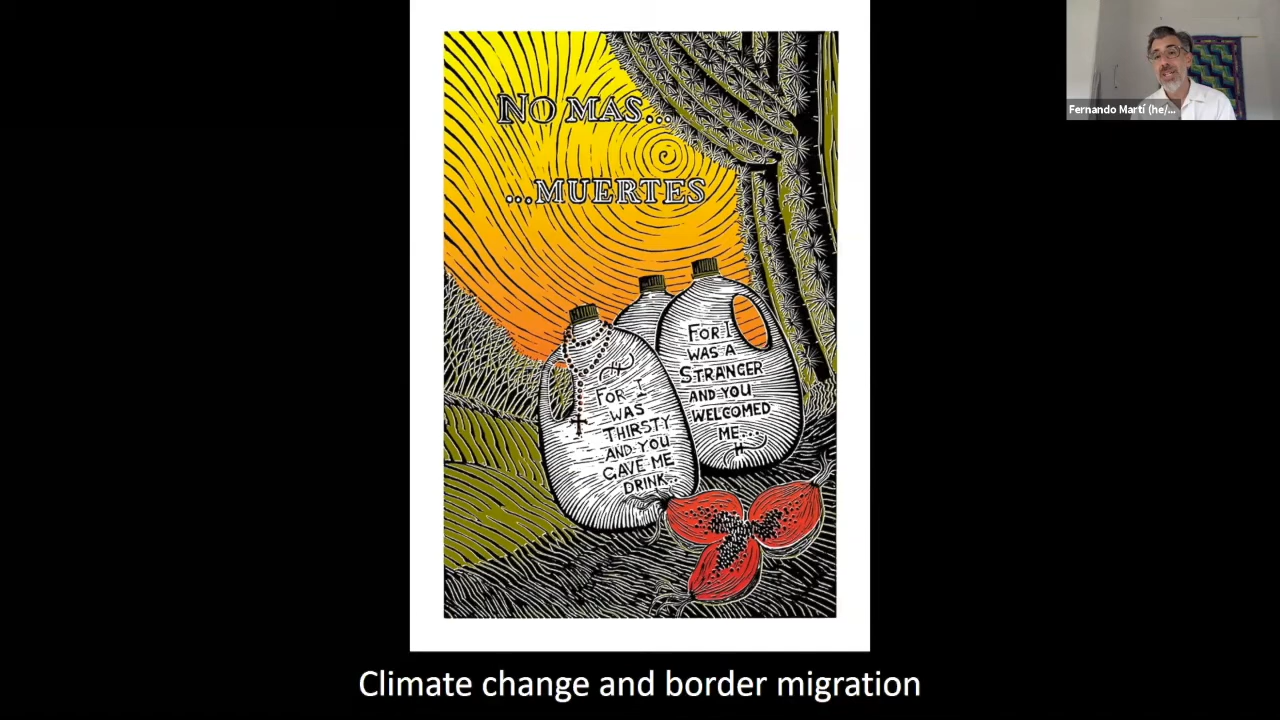 NO MAS...
...MUERTES
FOR I
WAS
THIRSTY
AND YOU
GAVE ME
DRINK..
FOR I
WAS A
STRANGER
AND YOU
WELCOMED
ME...
Fernando Martí (he/...
Climate change and border migration